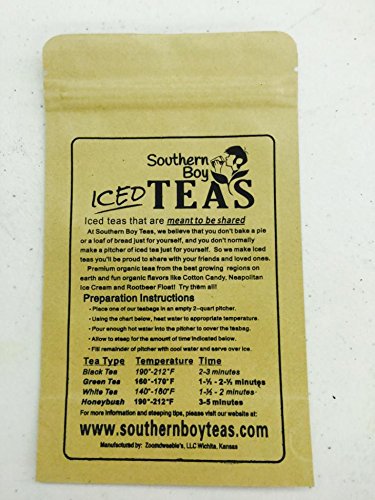 Southern
Boy
ICED TEAS
Iced teas that are meant to be shared
At Southern Boy Teas, we believe that you don't bake a pie
or a loaf of bread just for yourself, and you don't normally
make a pitcher of iced tea just for yourself. So we make iced
teas you'll be proud to share with your friends and loved ones.
Premium organic teas from the best growing regions on
earth and fun organic flavors like Cotton Candy, Neapolitan
Ice Cream and Rootbeer Float! Try them all!
Preparation Instructions
- Place one of our teabags in an empty 2-quart pitcher.
- Using the chart below, heat water to appropriate temperature.
- Pour enough hot water into the pitcher to cover the teabag.
- Allow to steep for the amount of time indicated below.
- Fill remainder of pitcher with cool water and serve over ice.
Tea Type Temperature Time
Black Tea 190°-212°F 2-3 minutes
Green Tea 160°-170°F 1-½ - 2-½ minutes
White Tea 140°-160°F 1-½ - 2 minutes
Honeybush 190°-212°F 3-5 minutes
For more information and steeping tips, please visit our website at:
www.southernboyteas.com
Manufactured by: Zoomdweebie's, LLC Wichita, Kansas